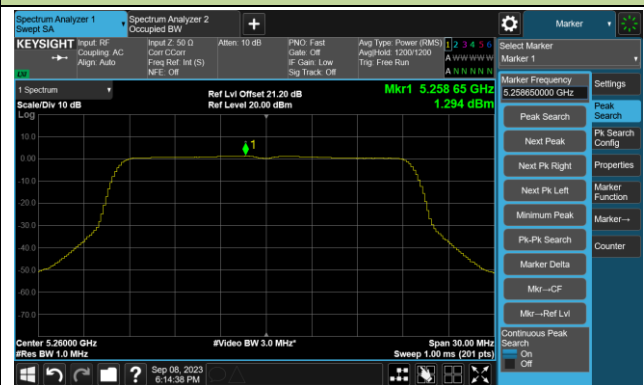 Spectrum Analyzer 1
Swept SA
Spectrum Analyzer 2
Occupied BW
+
Marker
KEYSIGHT
Input: RF
Coupling: AC
Align: Auto
Input Z: 50 Ω
Corr CCorr
Freq Ref: Int (S)
NFE: Off
Atten: 10 dB
PNO: Fast
Gate: Off
IF Gain: Low
Sig Track: Off
Avg Type: Power (RMS)
Avg|Hold: 1200/1200
Trig: Free Run
1 2 3 4 5 6
A W W W W W
A N N N N N
LXI
Select Marker
Marker 1
1 Spectrum
Scale/Div 10 dB
Log
Ref Lvl Offset 21.20 dB
Ref Level 20.00 dBm
Mkr1 5.258 65 GHz
1.294 dBm
10.0
0.00
-10.0
-20.0
-30.0
-40.0
-50.0
-60.0
-70.0
1
Center 5.26000 GHz
#Res BW 1.0 MHz
#Video BW 3.0 MHz*
Span 30.00 MHz
Sweep 1.00 ms (201 pts)
Marker Frequency
5.258650000 GHz
Peak Search
Next Peak
Next Pk Right
Next Pk Left
Minimum Peak
Pk-Pk Search
Marker Delta
Mkr→CF
Mkr→Ref Lvl
Continuous Peak
Search
On
Off
Settings
Peak
Search
Pk Search
Config
Properties
Marker
Function
Marker→
Counter
?
Sep 08, 2023
6:14:38 PM